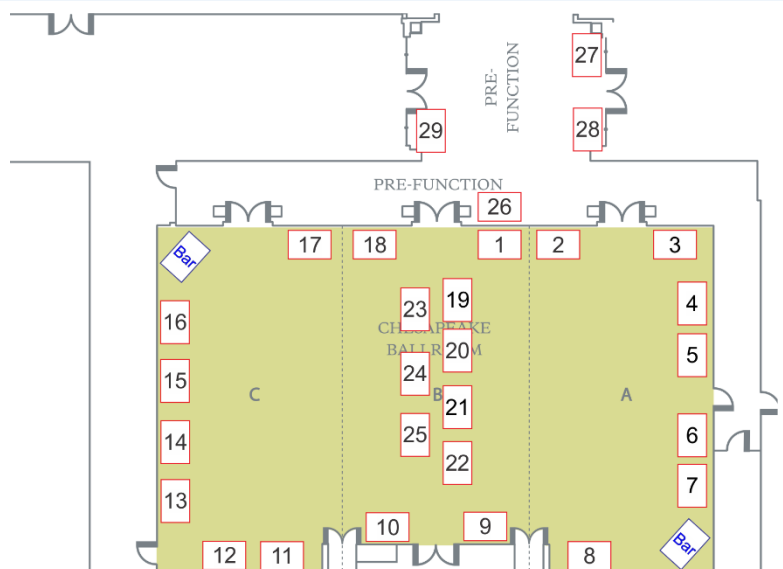 27
PRE-
FUNCTION
29
28
PRE-FUNCTION
26
Bar
17
18
1
2
3
16
23
19
4
CHESAPEAKE
BALLROOM
20
5
15
24
C
B
A
21
14
25
6
22
7
13
10
9
Bar
12
11
8